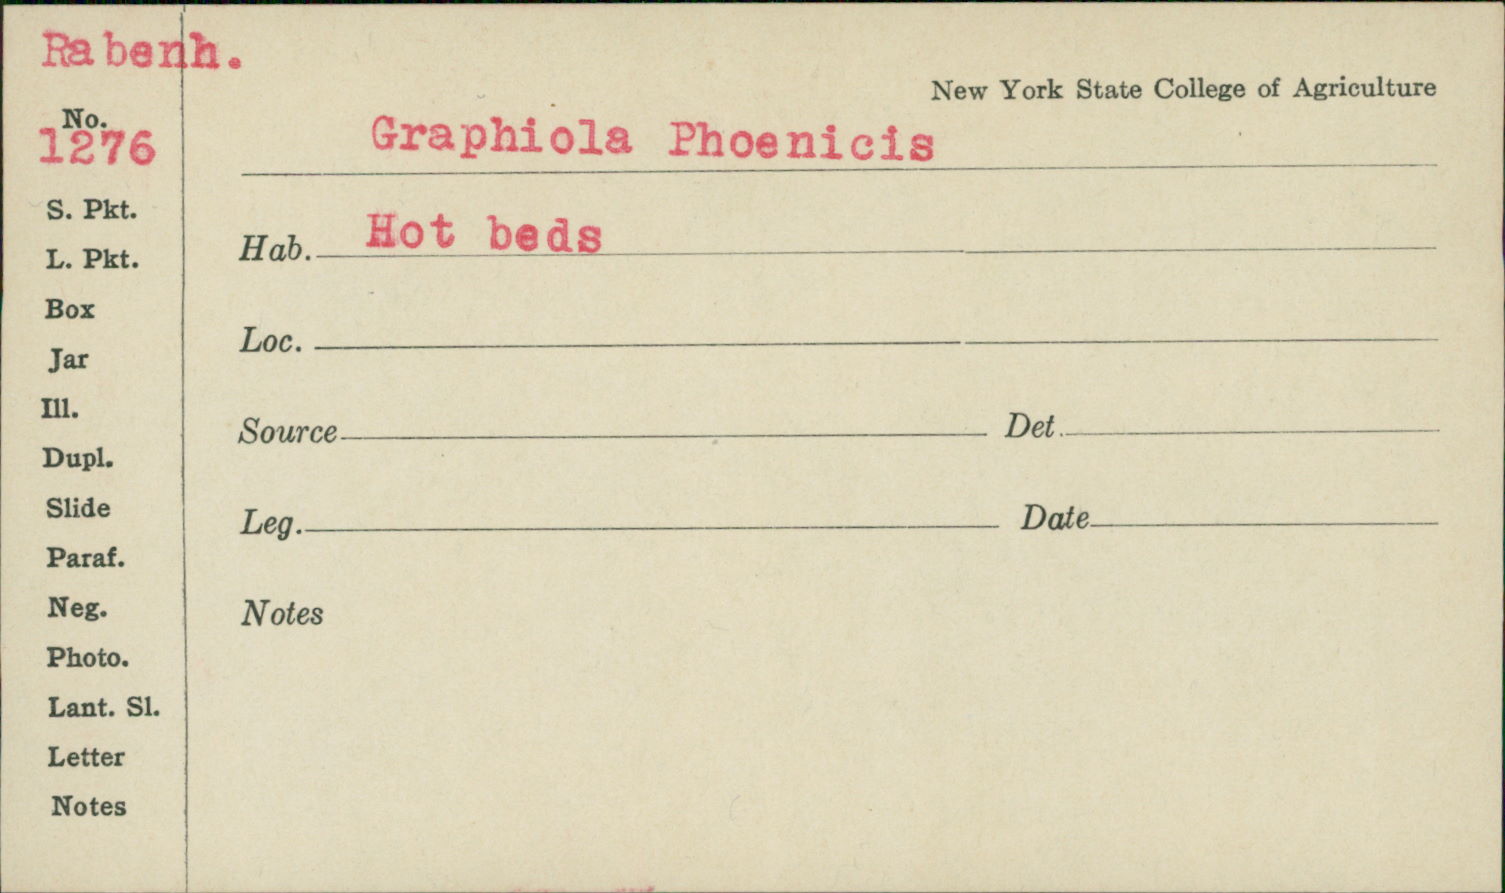 Rabenh.
New York State College of Agriculture
No.
1276
Graphiola Phoenicis
S. Pkt.
Hab. Hot beds
L. Pkt.
Box
Loc.
Jar
Ill.
Source Det.
Dupl.
Slide
Leg. Date
Paraf.
Neg.
Notes
Photo.
Lant. Sl.
Letter
Notes